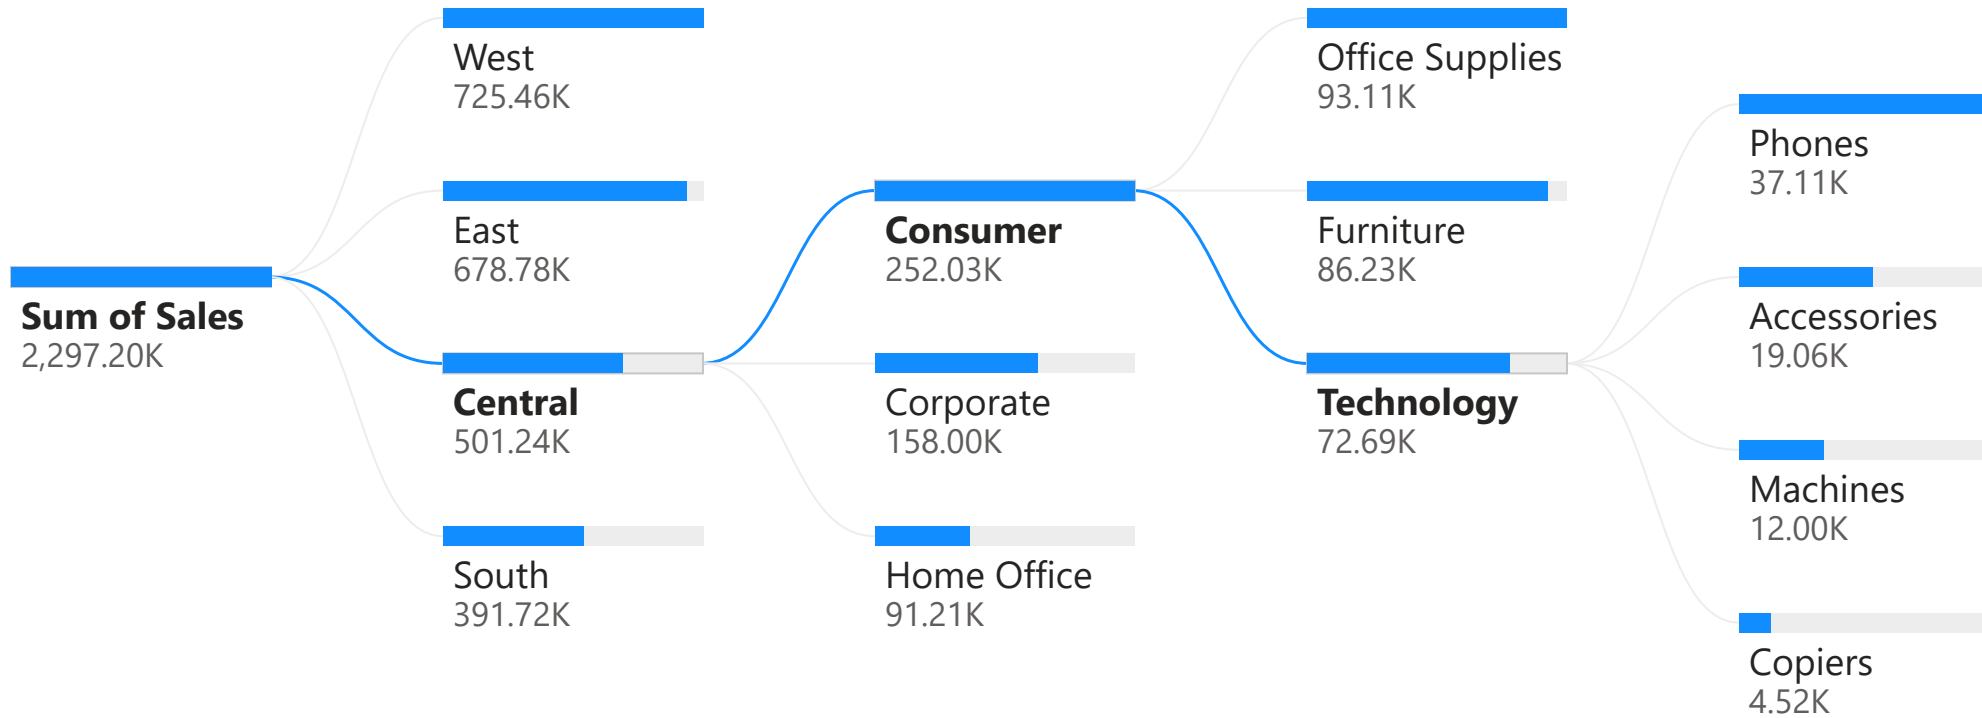 Sum of Sales
2,297.20K
West
725.46K
East
678.78K
Central
501.24K
South
391.72K
Consumer
252.03K
Corporate
158.00K
Home Office
91.21K
Office Supplies
93.11K
Furniture
86.23K
Technology
72.69K
Phones
37.11K
Accessories
19.06K
Machines
12.00K
Copiers
4.52K